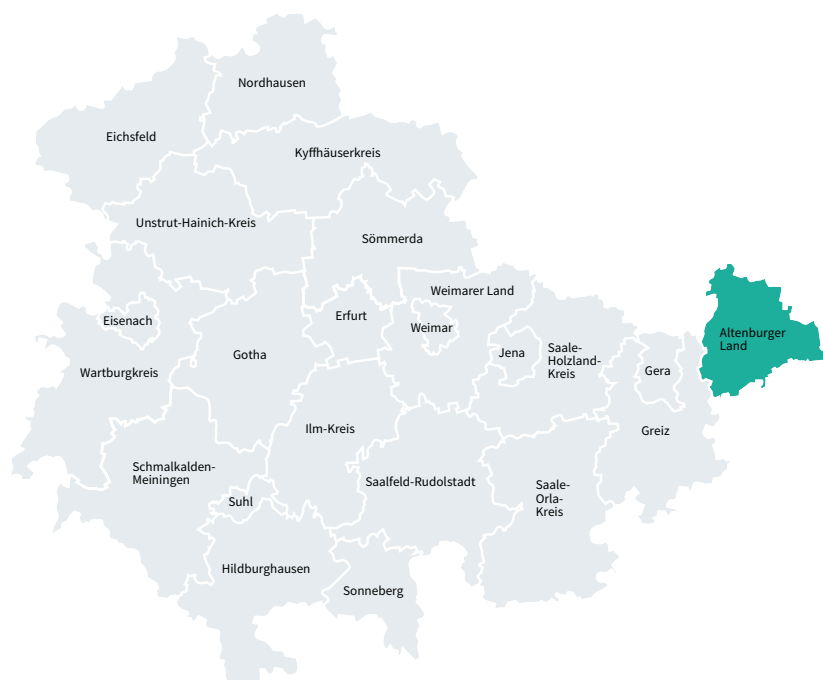 Nordhausen
Eichsfeld
Kyffhäuserkreis
Unstrut-Hainich-Kreis
Sömmerda
Weimarer Land
Eisenach
Erfurt
Weimar
Altenburger
Land
Gotha
Jena
Saale-
Holzland-
Kreis
Wartburgkreis
Gera
Ilm-Kreis
Greiz
Schmalkalden-
Meiningen
Saalfeld-Rudolstadt
Saale-
Orla-
Kreis
Suhl
Hildburghausen
Sonneberg